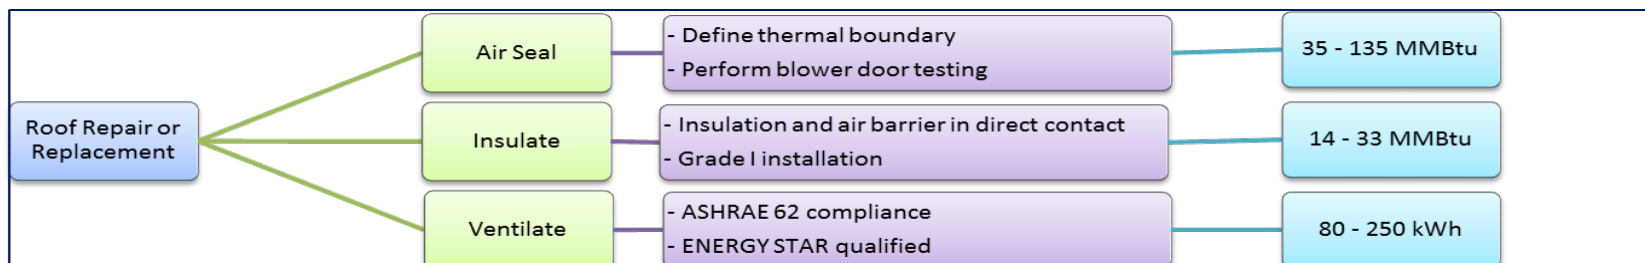 Roof Repair or
Replacement
Air Seal
- Define thermal boundary
- Perform blower door testing
35 - 135 MMBtu
Insulate
- Insulation and air barrier in direct contact
- Grade I installation
14 - 33 MMBtu
Ventilate
- ASHRAE 62 compliance
- ENERGY STAR qualified
80 - 250 kWh